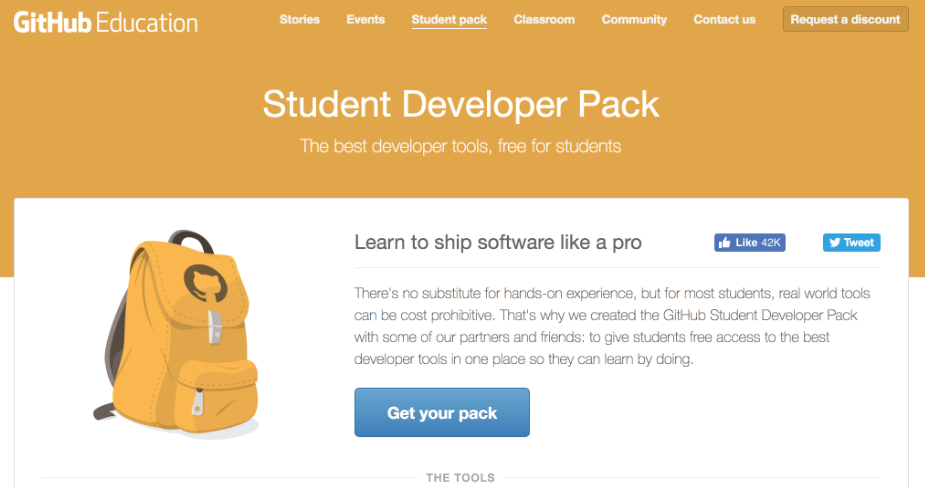 GitHub Education
Stories Events Student pack Classroom Community Contact us Request a discount
Student Developer Pack
The best developer tools, free for students
Learn to ship software like a pro
Like 42K
Tweet
There's no substitute for hands-on experience, but for most students, real world tools
can be cost prohibitive. That's why we created the GitHub Student Developer Pack
with some of our partners and friends: to give students free access to the best
developer tools in one place so they can learn by doing.
Get your pack
THE TOOLS